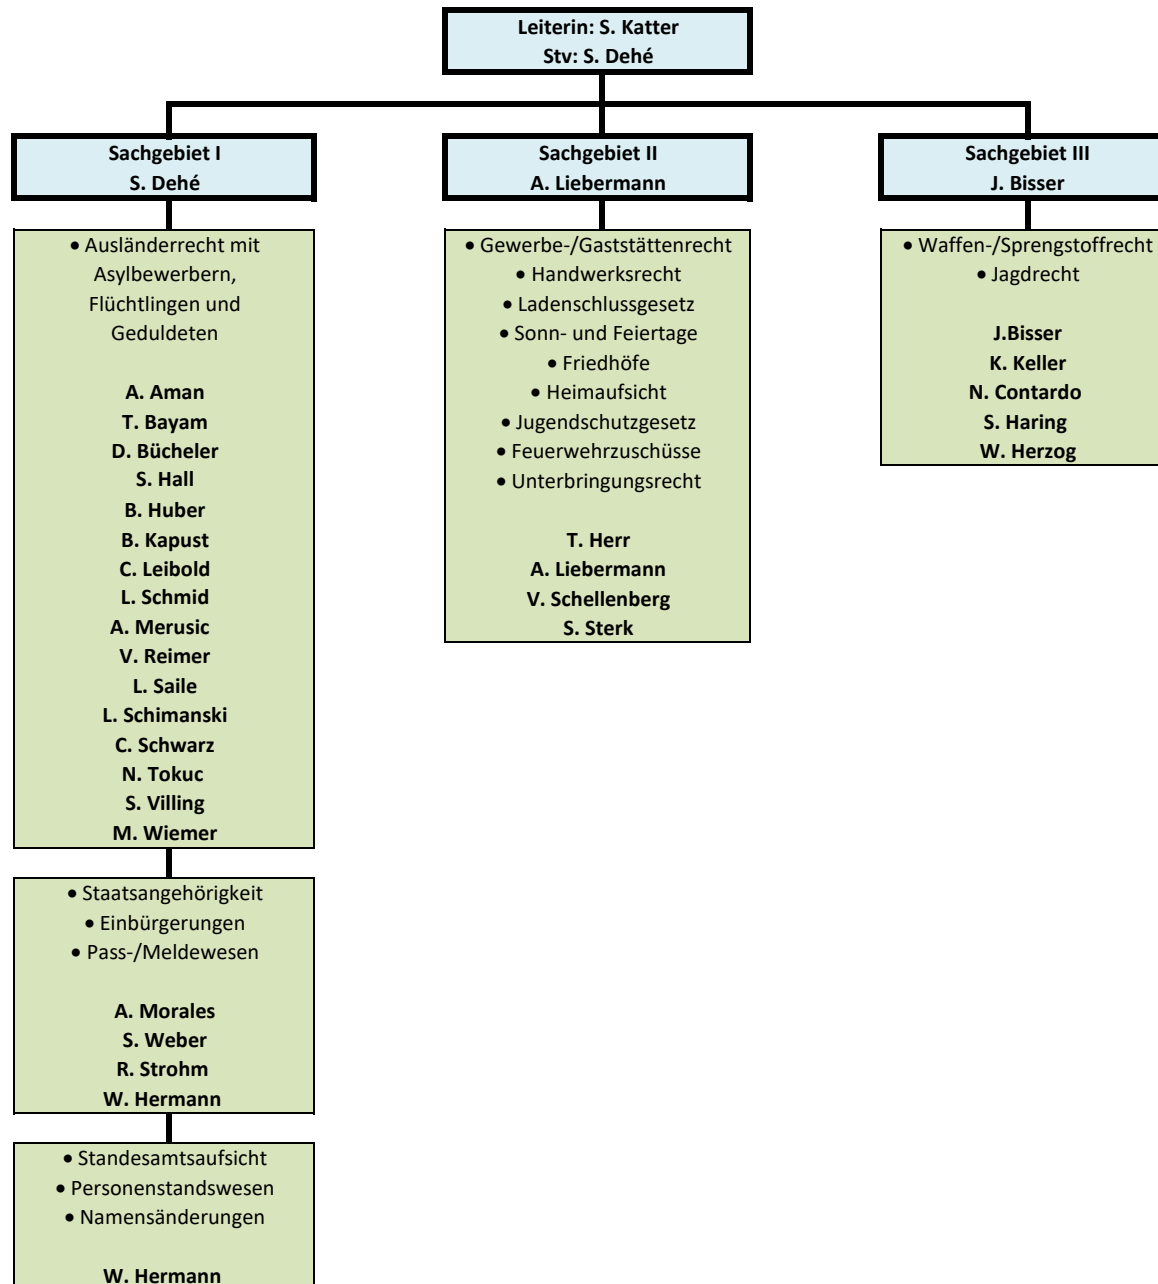 Leiterin: S. Katter
Stv: S. Dehé
Sachgebiet I
S. Dehé
• Ausländerrecht mit
Asylbewerbern,
Flüchtlingen und
Geduldeten
A. Aman
T. Bayam
D. Bücheler
S. Hall
B. Huber
B. Kapust
C. Leibold
L. Schmid
A. Merusic
V. Reimer
L. Saile
L. Schimanski
C. Schwarz
N. Tokuc
S. Villing
M. Wiemer
• Staatsangehörigkeit
• Einbürgerungen
• Pass-/Meldewesen
A. Morales
S. Weber
R. Strohm
W. Hermann
• Standesamtsaufsicht
• Personenstandswesen
• Namensänderungen
W. Hermann
Sachgebiet II
A. Liebermann
• Gewerbe-/Gaststättenrecht
• Handwerksrecht
• Ladenschlussgesetz
• Sonn- und Feiertage
• Friedhöfe
• Heimaufsicht
• Jugendschutzgesetz
• Feuerwehrzuschüsse
• Unterbringungsrecht
T. Herr
A. Liebermann
V. Schellenberg
S. Sterk
Sachgebiet III
J. Bisser
• Waffen-/Sprengstoffrecht
• Jagdrecht
J.Bisser
K. Keller
N. Contardo
S. Haring
W. Herzog